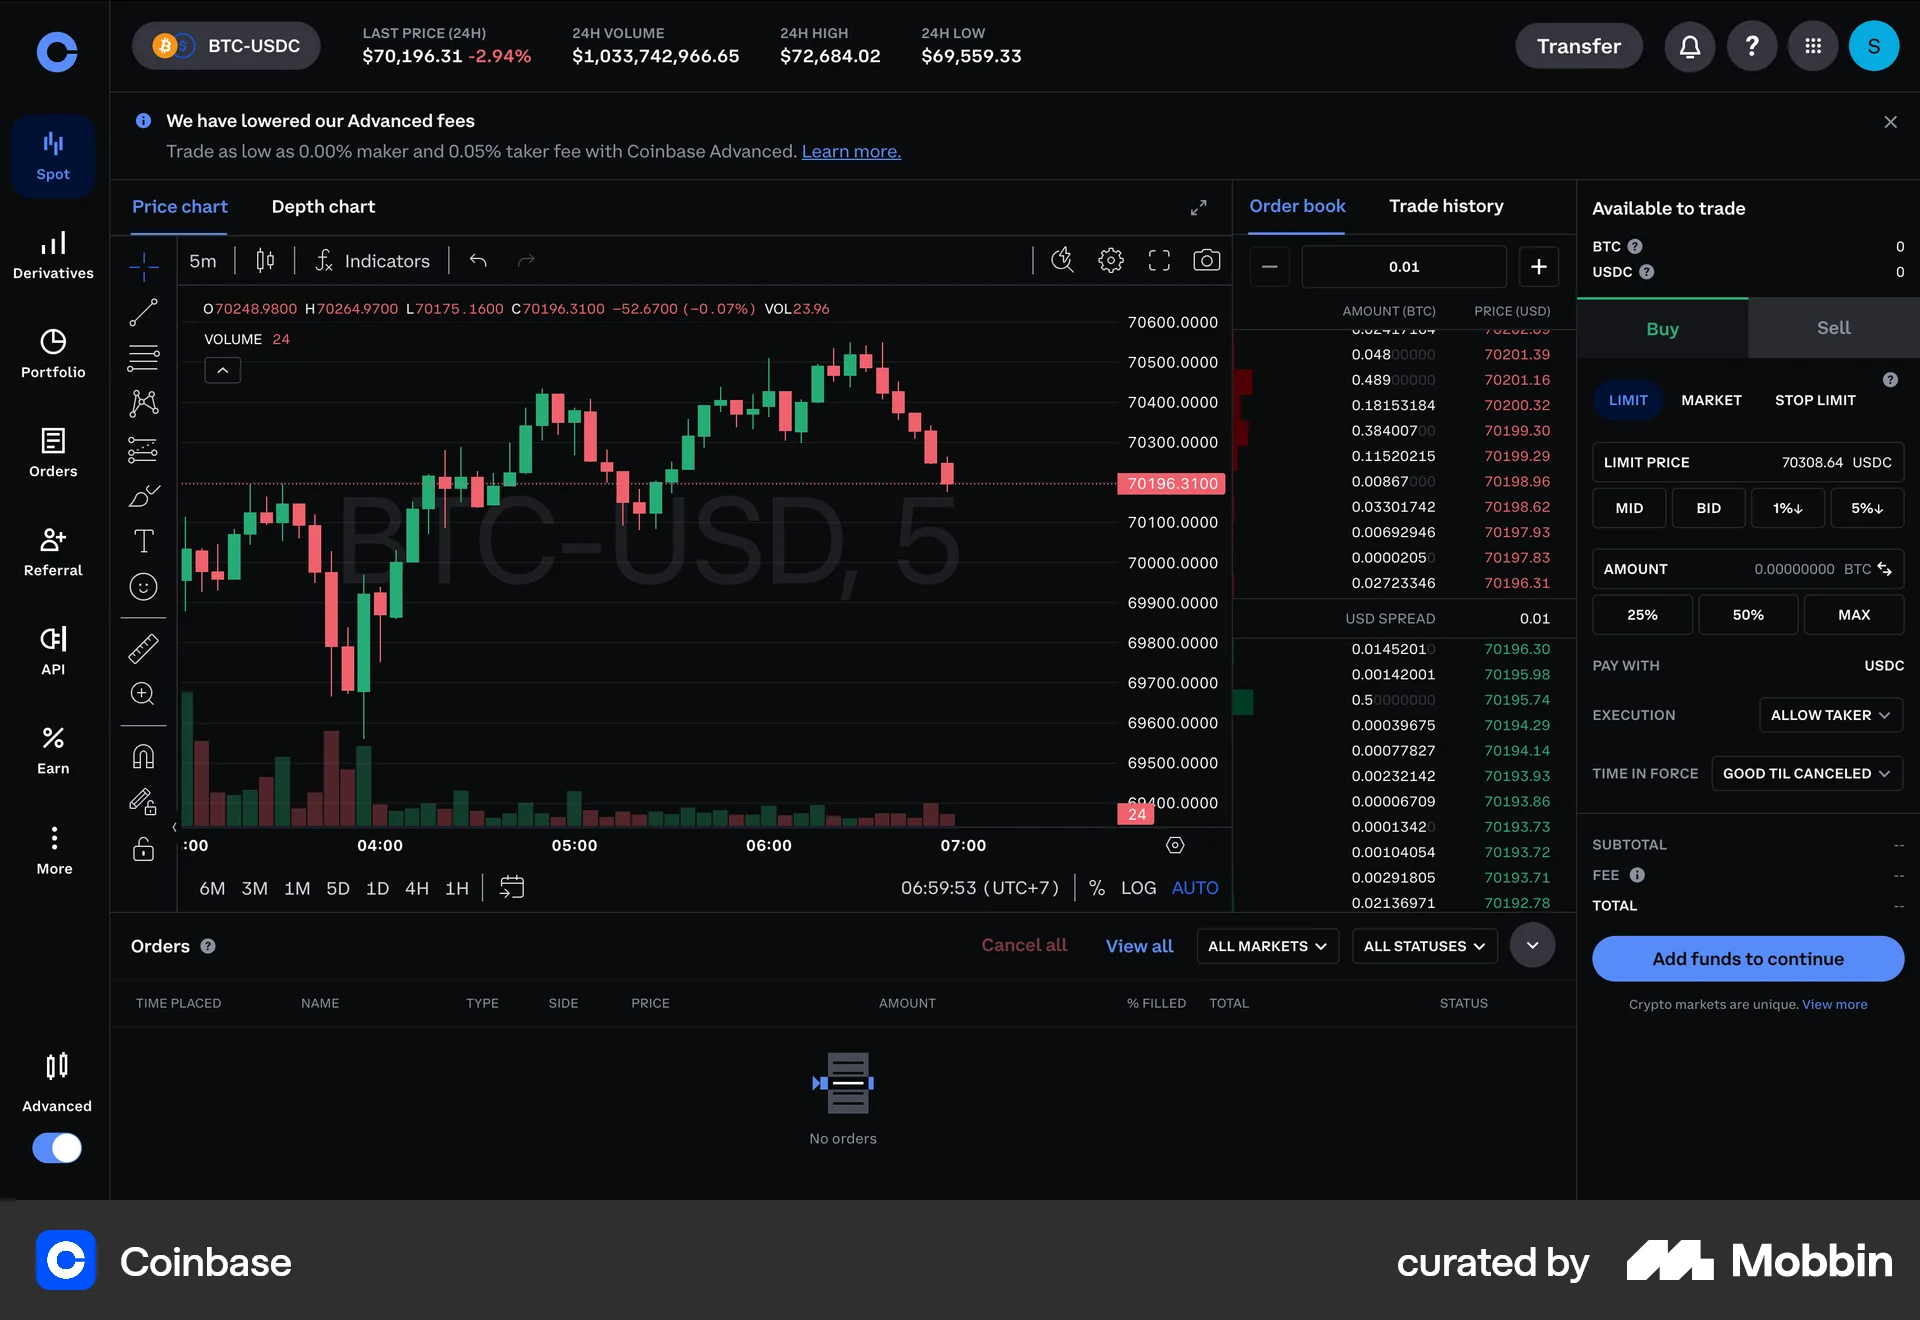 BTC-USDC
LAST PRICE (24H)
$70,196.31 -2.94%
24H VOLUME
$1,033,742,966.65
24H HIGH
$72,684.02
24H LOW
$69,559.33
Transfer
?
S
We have lowered our Advanced fees
Trade as low as 0.00% maker and 0.05% taker fee with Coinbase Advanced. Learn more.
Spot
Derivatives
Portfolio
Orders
Referral
API
Earn
More
Advanced
Price chart
Depth chart
5m
Indicators
O70248.9800 H70264.9700 L70175.1600 C70196.3100 −52.6700 (−0.07%) VOL23.96
VOLUME 24
BTC-USD, 5
70600.0000
70500.0000
70400.0000
70300.0000
70196.3100
70100.0000
70000.0000
69900.0000
69800.0000
69700.0000
69600.0000
69500.0000
69400.0000
24
:00
04:00
05:00
06:00
07:00
6M 3M 1M 5D 1D 4H 1H
06:59:53 (UTC+7)
% LOG AUTO
Order book
Trade history
0.01
AMOUNT (BTC) PRICE (USD)
0.02417164 70202.69
0.04800000 70201.39
0.48900000 70201.16
0.18153184 70200.32
0.38400700 70199.30
0.11520215 70199.29
0.00867000 70198.96
0.03301742 70198.62
0.00692946 70197.93
0.00002050 70197.83
0.02723346 70196.31
USD SPREAD 0.01
0.01452010 70196.30
0.00142001 70195.98
0.50000000 70195.74
0.00039675 70194.29
0.00077827 70194.14
0.00232142 70193.93
0.00006709 70193.86
0.00013420 70193.73
0.00104054 70193.72
0.00291805 70193.71
0.02136971 70192.78
Available to trade
BTC ? 0
USDC ? 0
Buy
Sell
?
LIMIT
MARKET
STOP LIMIT
LIMIT PRICE 70308.64 USDC
MID
BID
1%↓
5%↓
AMOUNT 0.00000000 BTC
25%
50%
MAX
PAY WITH USDC
EXECUTION ALLOW TAKER
TIME IN FORCE GOOD TIL CANCELED
SUBTOTAL --
FEE --
TOTAL --
Add funds to continue
Crypto markets are unique. View more
Orders ?
Cancel all
View all
ALL MARKETS
ALL STATUSES
TIME PLACED NAME TYPE SIDE PRICE AMOUNT % FILLED TOTAL STATUS
No orders
Coinbase
curated by Mobbin